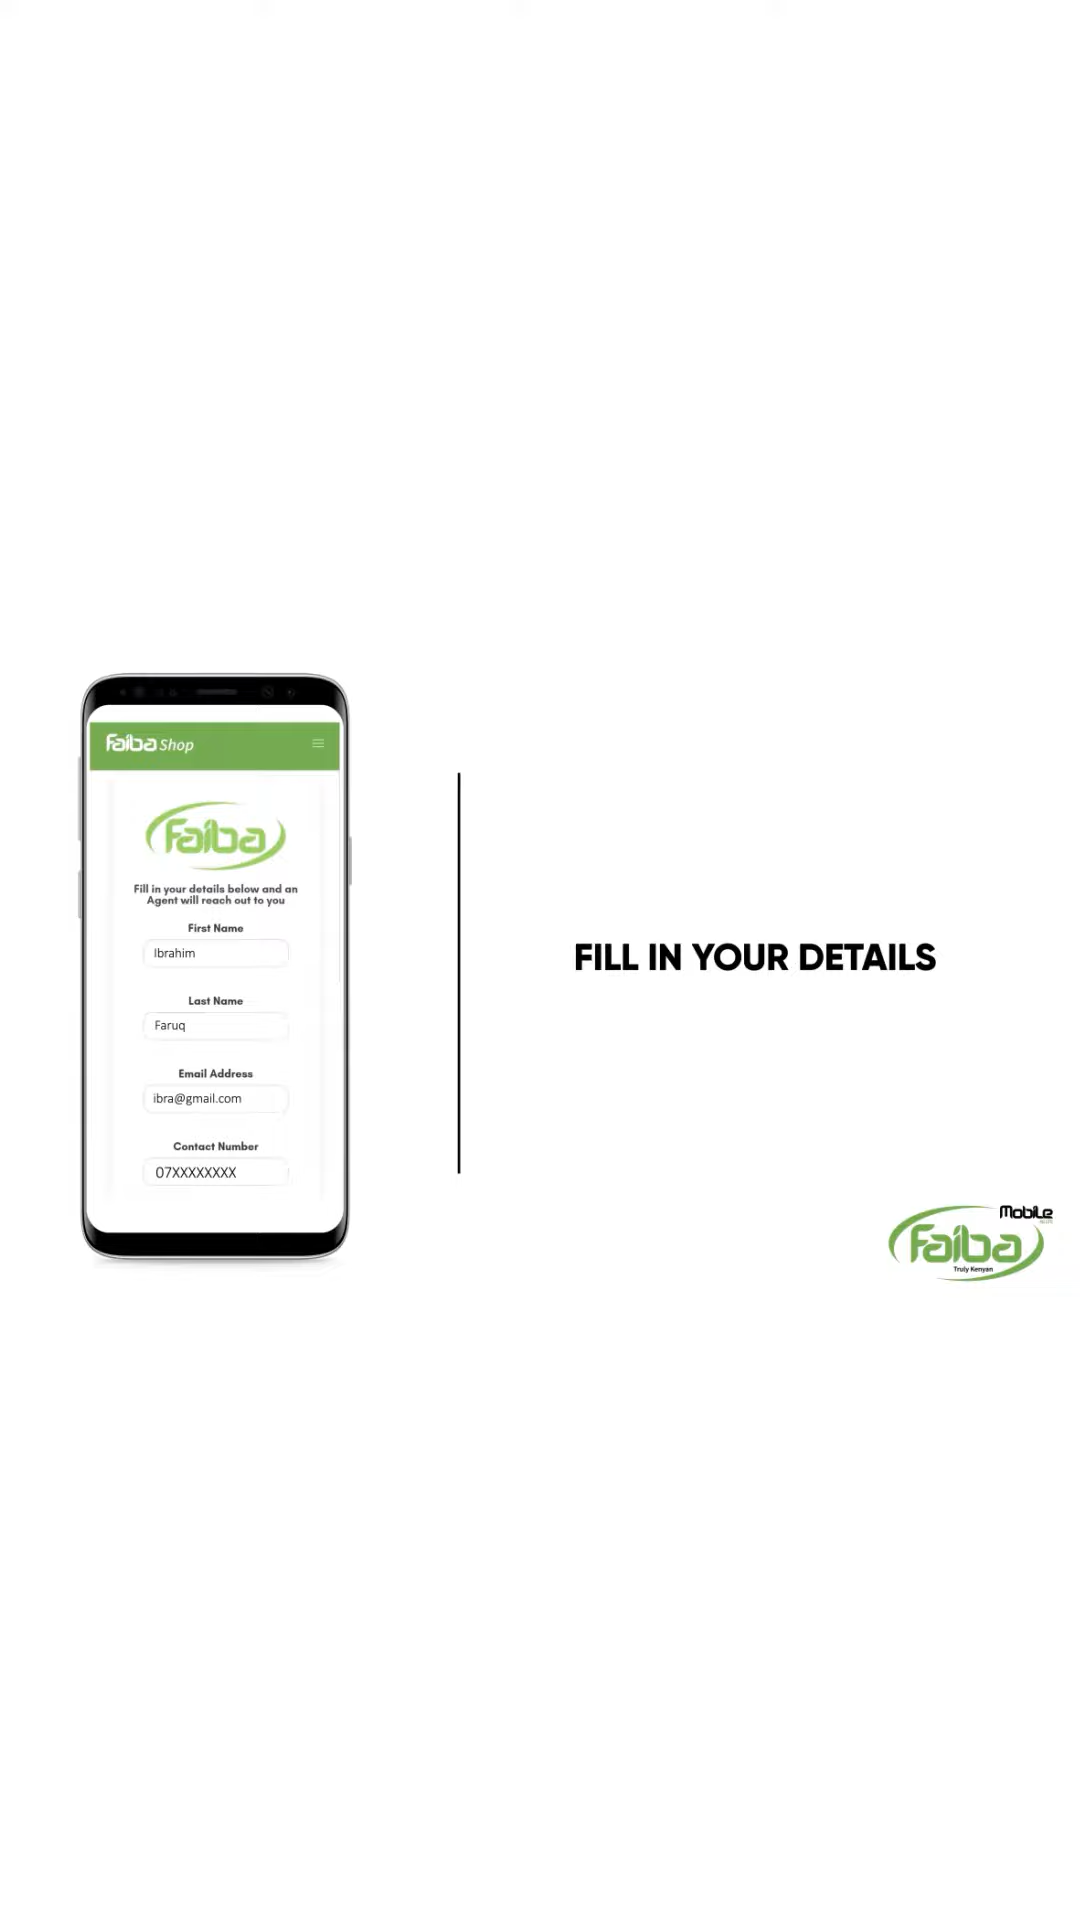 Faiba Shop
Faiba
Fill in your details below and an
Agent will reach out to you
First Name
Ibrahim
Last Name
Faruq
Email Address
ibra@gmail.com
Contact Number
07XXXXXXXX
FILL IN YOUR DETAILS
Mobile
Faiba
Truly Kenyan